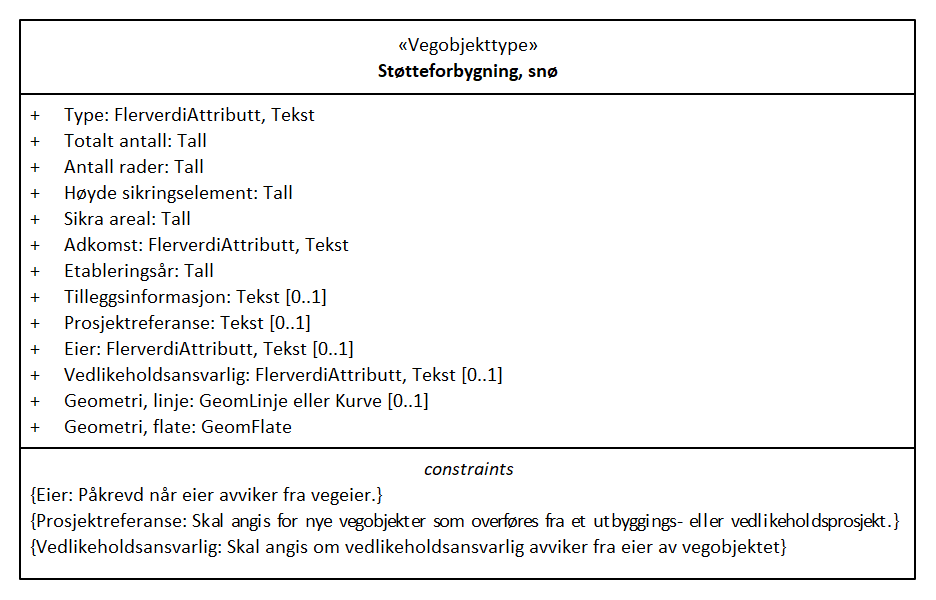 «Vegobjekttype»
Støtteforbygning, snø
+ Type: FlerverdiAttributt, Tekst
+ Totalt antall: Tall
+ Antall rader: Tall
+ Høyde sikringselement: Tall
+ Sikra areal: Tall
+ Adkomst: FlerverdiAttributt, Tekst
+ Etableringsår: Tall
+ Tilleggsinformasjon: Tekst [0..1]
+ Prosjektreferanse: Tekst [0..1]
+ Eier: FlerverdiAttributt, Tekst [0..1]
+ Vedlikeholdsansvarlig: FlerverdiAttributt, Tekst [0..1]
+ Geometri, linje: GeomLinje eller Kurve [0..1]
+ Geometri, flate: GeomFlate
constraints
{Eier: Påkrevd når eier avviker fra vegeier.}
{Prosjektreferanse: Skal angis for nye vegobjekter som overføres fra et utbyggings- eller vedlikeholdsprosjekt.}
{Vedlikeholdsansvarlig: Skal angis om vedlikeholdsansvarlig avviker fra eier av vegobjektet}